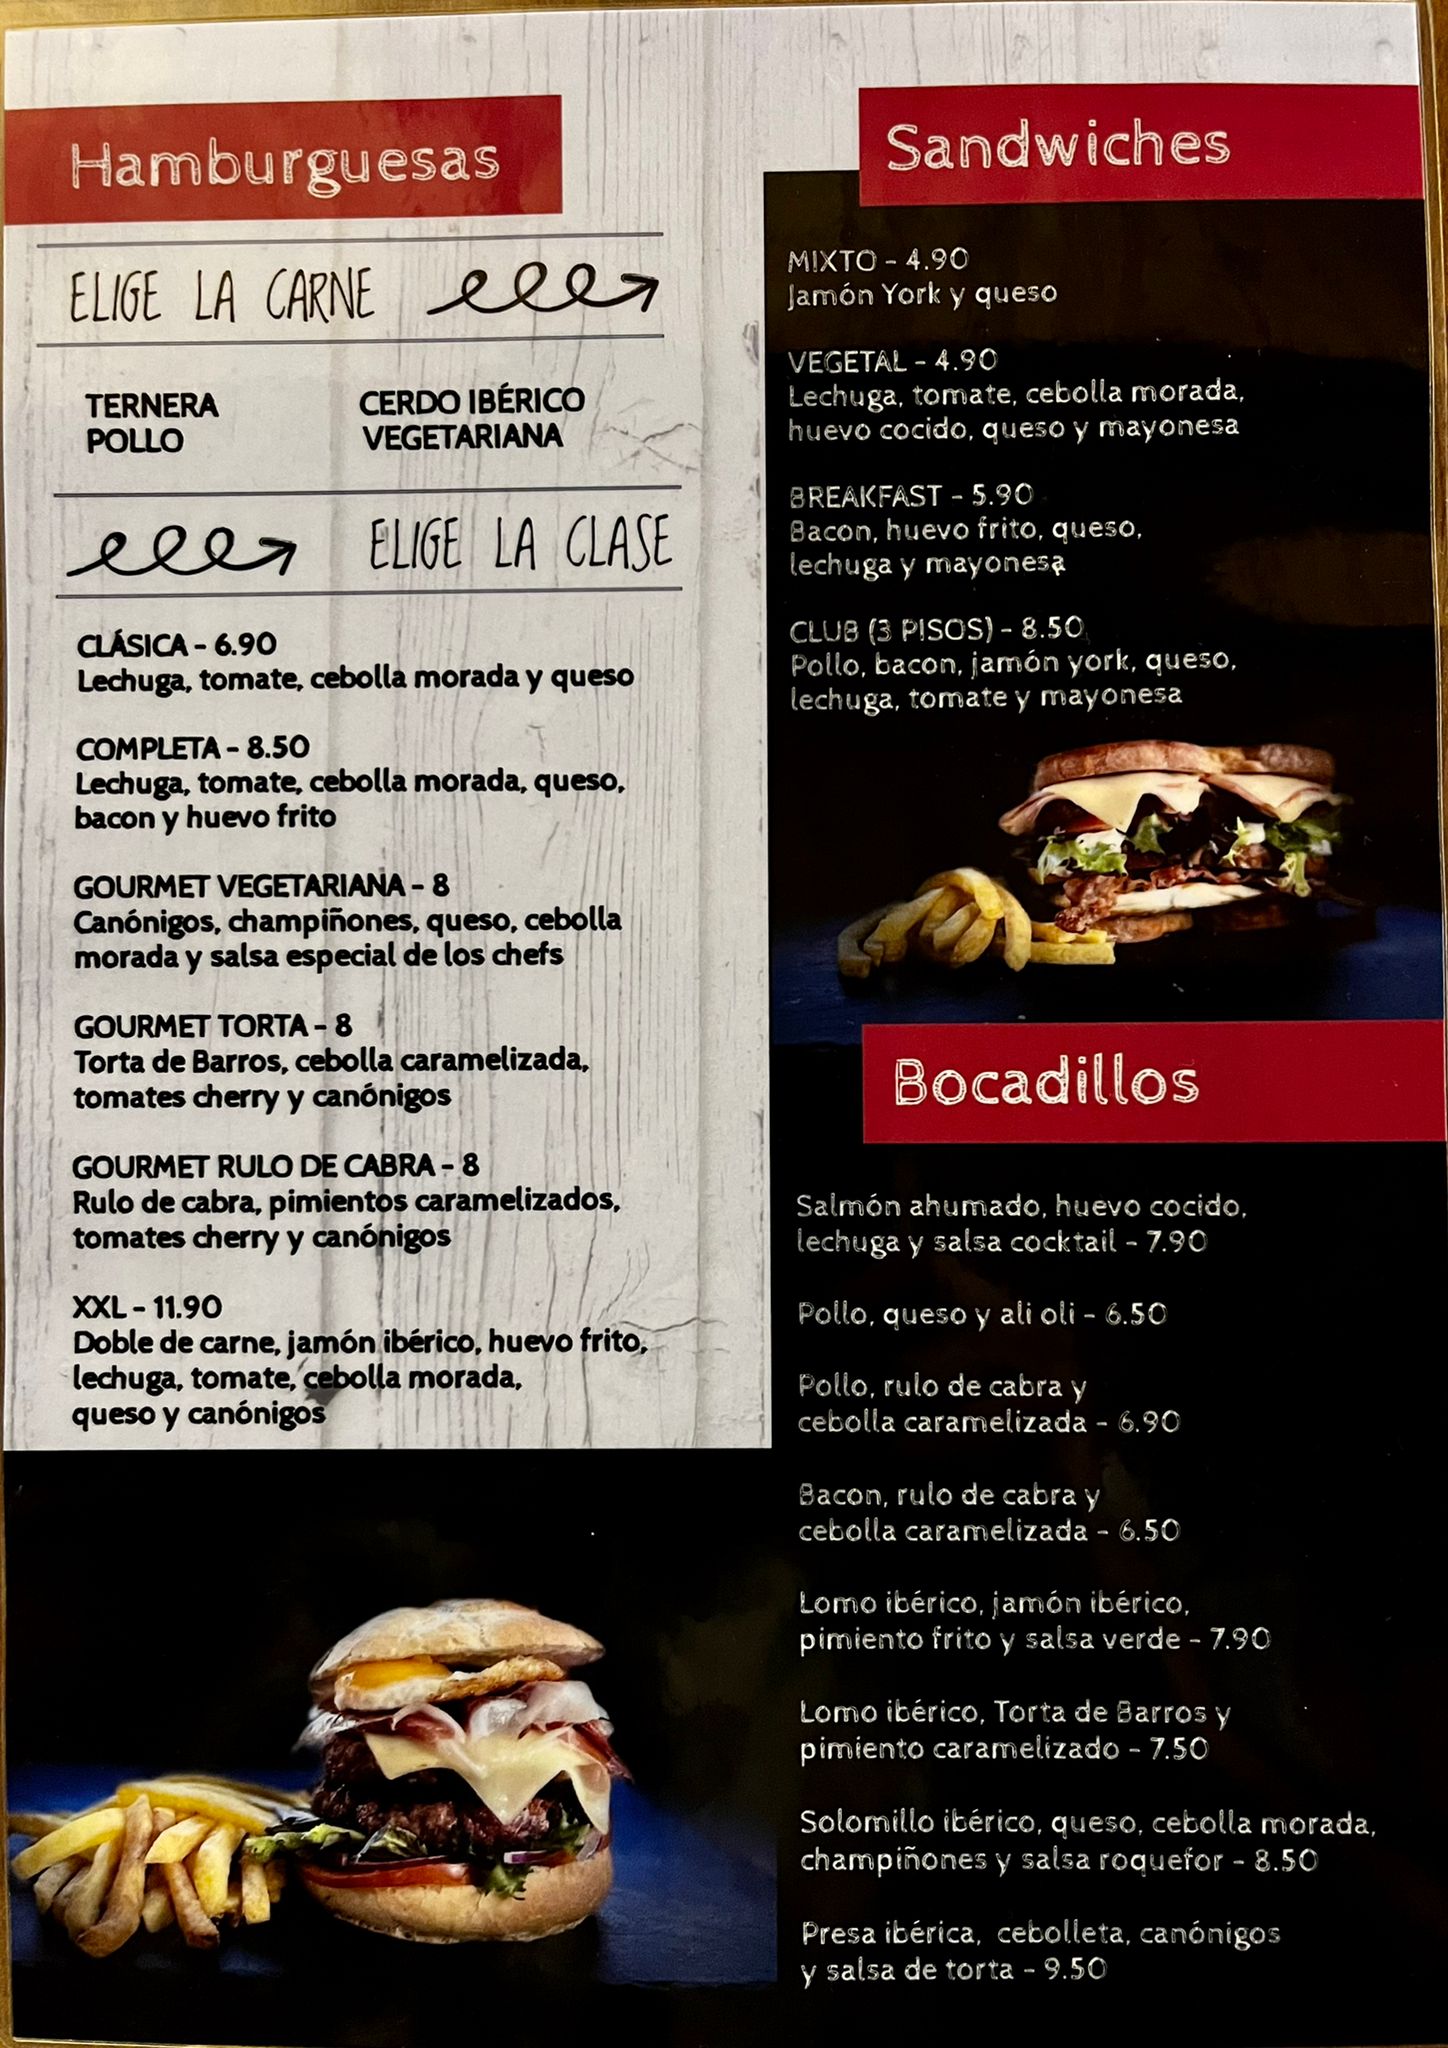 Hamburguesas
ELIGE LA CARNE
TERNERA
POLLO
CERDO IBÉRICO
VEGETARIANA
ELIGE LA CLASE
CLÁSICA - 6.90
Lechuga, tomate, cebolla morada y queso
COMPLETA - 8.50
Lechuga, tomate, cebolla morada, queso,
bacon y huevo frito
GOURMET VEGETARIANA - 8
Canónigos, champiñones, queso, cebolla
morada y salsa especial de los chefs
GOURMET TORTA - 8
Torta de Barros, cebolla caramelizada,
tomates cherry y canónigos
GOURMET RULO DE CABRA - 8
Rulo de cabra, pimientos caramelizados,
tomates cherry y canónigos
XXL - 11.90
Doble de carne, jamón ibérico, huevo frito,
lechuga, tomate, cebolla morada,
queso y canónigos
Sandwiches
MIXTO - 4.90
Jamón York y queso
VEGETAL - 4.90
Lechuga, tomate, cebolla morada,
huevo cocido, queso y mayonesa
BREAKFAST - 5.90
Bacon, huevo frito, queso,
lechuga y mayonesa
CLUB (3 PISOS) - 8.50
Pollo, bacon, jamón york, queso,
lechuga, tomate y mayonesa
Bocadillos
Salmón ahumado, huevo cocido,
lechuga y salsa cocktail - 7.90
Pollo, queso y ali oli - 6.50
Pollo, rulo de cabra y
cebolla caramelizada - 6.90
Bacon, rulo de cabra y
cebolla caramelizada - 6.50
Lomo ibérico, jamón ibérico,
pimiento frito y salsa verde - 7.90
Lomo ibérico, Torta de Barros y
pimiento caramelizado - 7.50
Solomillo ibérico, queso, cebolla morada,
champiñones y salsa roquefor - 8.50
Presa ibérica, cebolleta, canónigos
y salsa de torta - 9.50